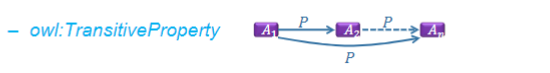 – owl:TransitiveProperty
P P
A₁ A₂ Aₙ
P